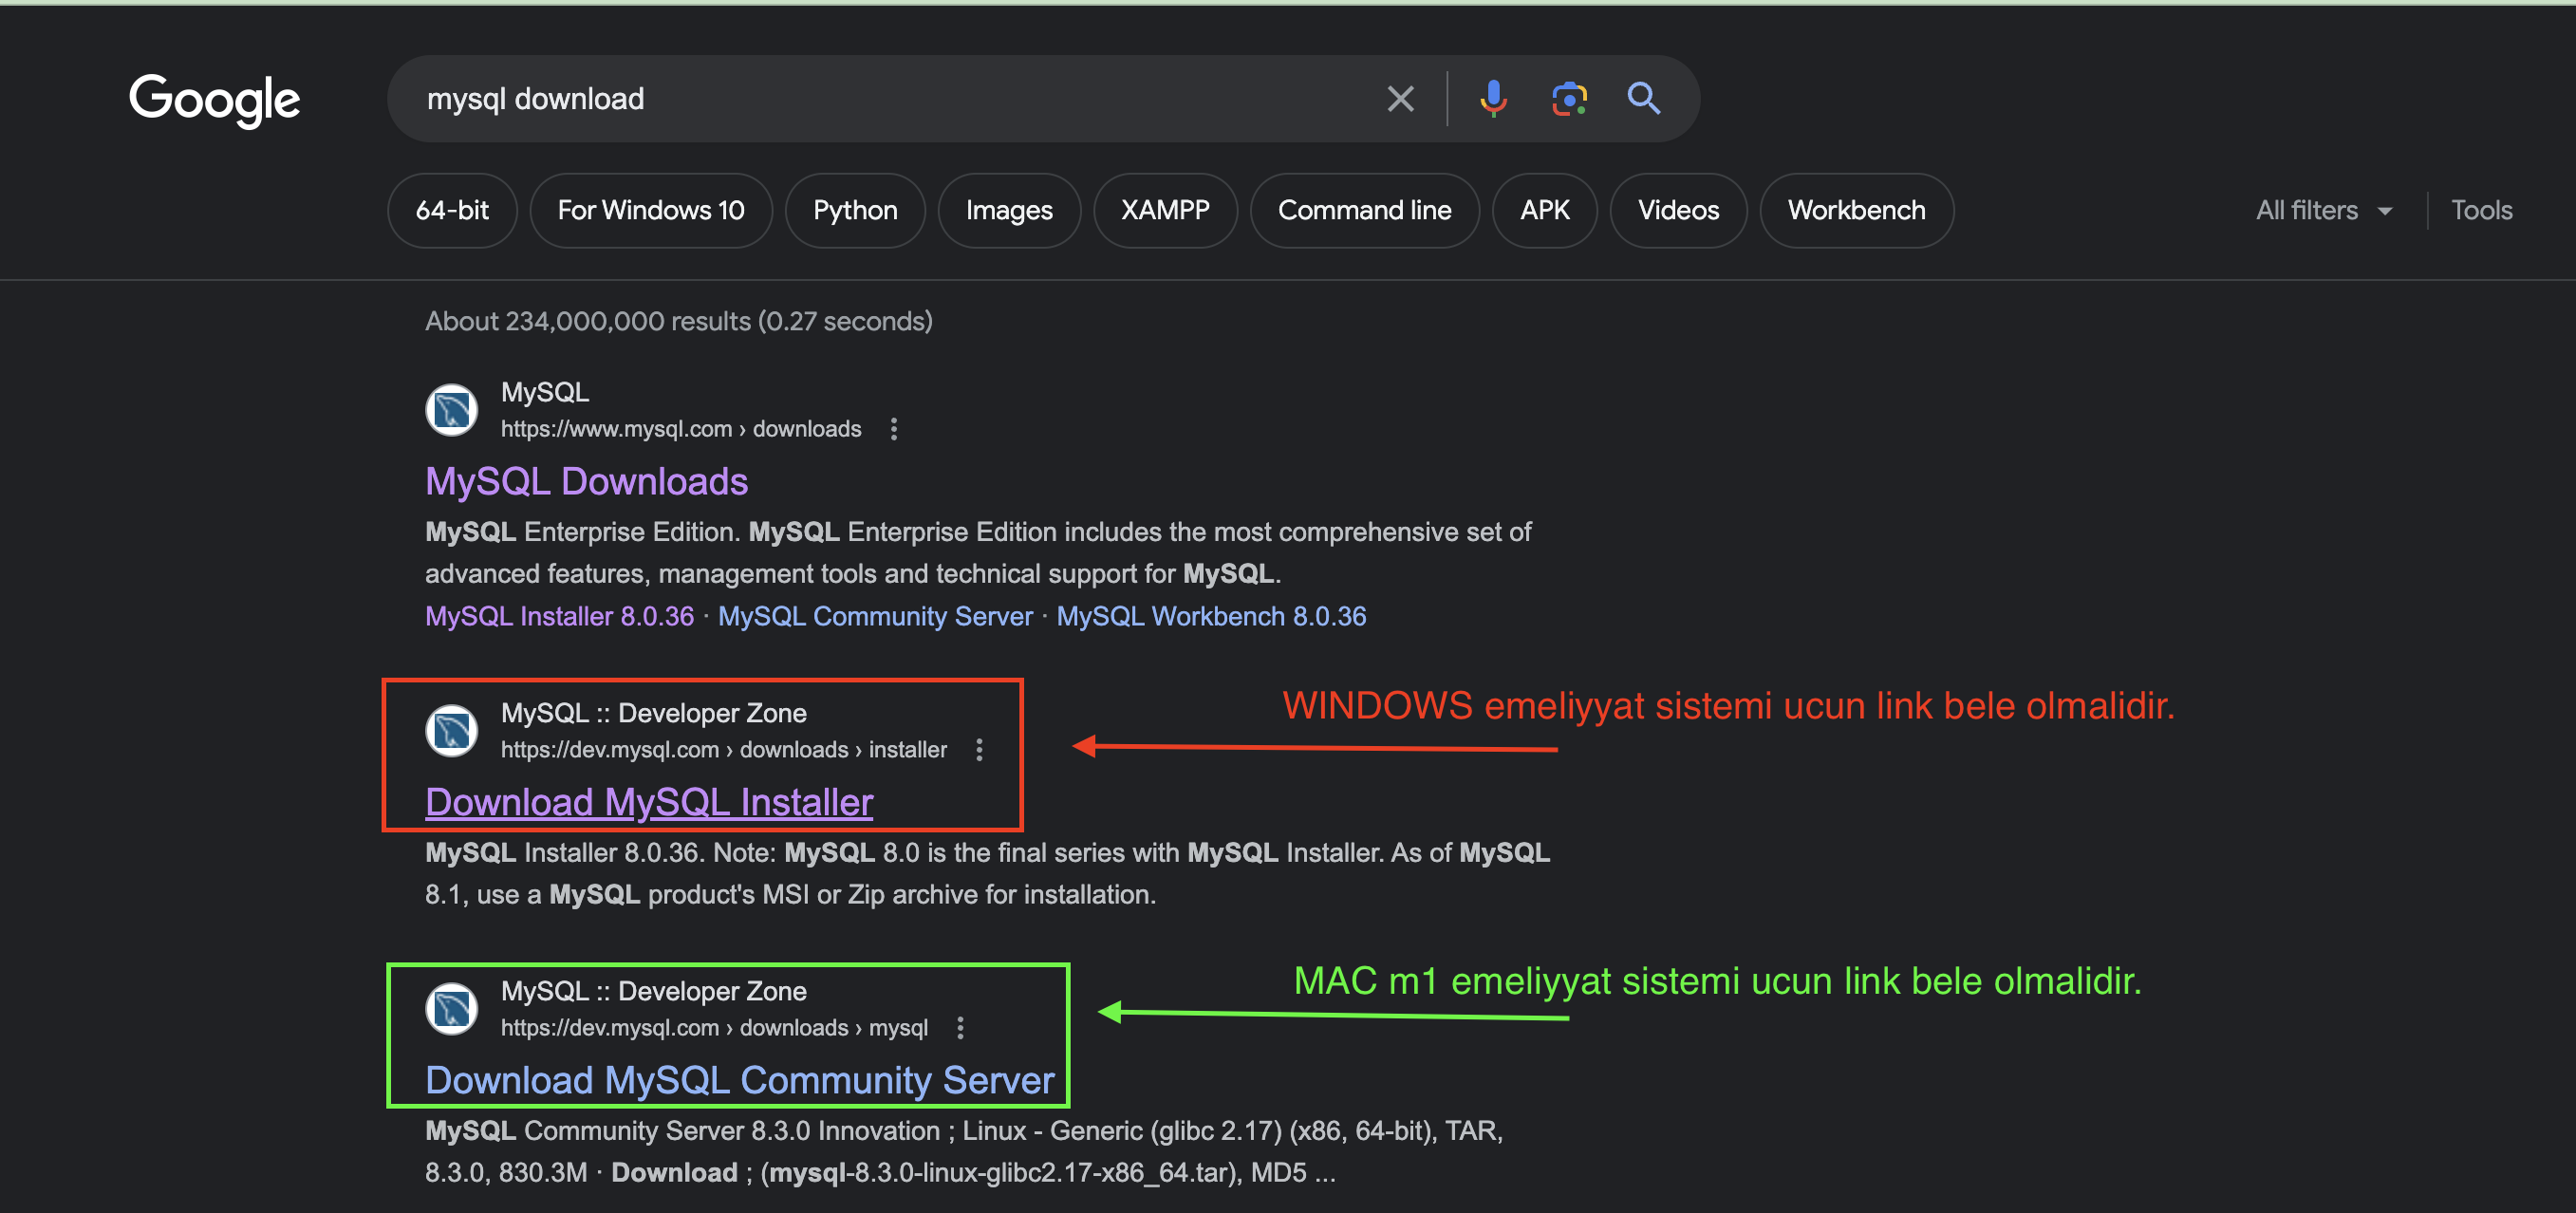 Google
mysql download
64-bit
For Windows 10
Python
Images
XAMPP
Command line
APK
Videos
Workbench
All filters
Tools
About 234,000,000 results (0.27 seconds)
MySQL
https://www.mysql.com › downloads
MySQL Downloads
MySQL Enterprise Edition. MySQL Enterprise Edition includes the most comprehensive set of
advanced features, management tools and technical support for MySQL.
MySQL Installer 8.0.36 · MySQL Community Server · MySQL Workbench 8.0.36
MySQL :: Developer Zone
https://dev.mysql.com › downloads › installer
Download MySQL Installer
WINDOWS emeliyyat sistemi ucun link bele olmalidir.
MySQL Installer 8.0.36. Note: MySQL 8.0 is the final series with MySQL Installer. As of MySQL
8.1, use a MySQL product's MSI or Zip archive for installation.
MySQL :: Developer Zone
https://dev.mysql.com › downloads › mysql
Download MySQL Community Server
MAC m1 emeliyyat sistemi ucun link bele olmalidir.
MySQL Community Server 8.3.0 Innovation ; Linux - Generic (glibc 2.17) (x86, 64-bit), TAR,
8.3.0, 830.3M · Download ; (mysql-8.3.0-linux-glibc2.17-x86_64.tar), MD5 ...